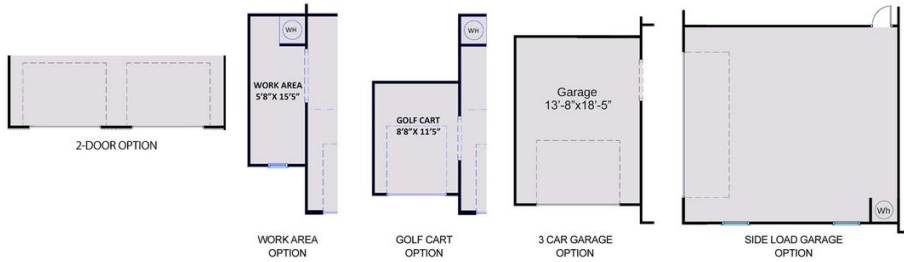 2-DOOR OPTION
WH
WORK AREA
5'8"X 15'5"
WORK AREA
OPTION
WH
GOLF CART
8'8"X 11'5"
GOLF CART
OPTION
Garage
13'-8"x18'-5"
3 CAR GARAGE
OPTION
Wh
SIDE LOAD GARAGE
OPTION